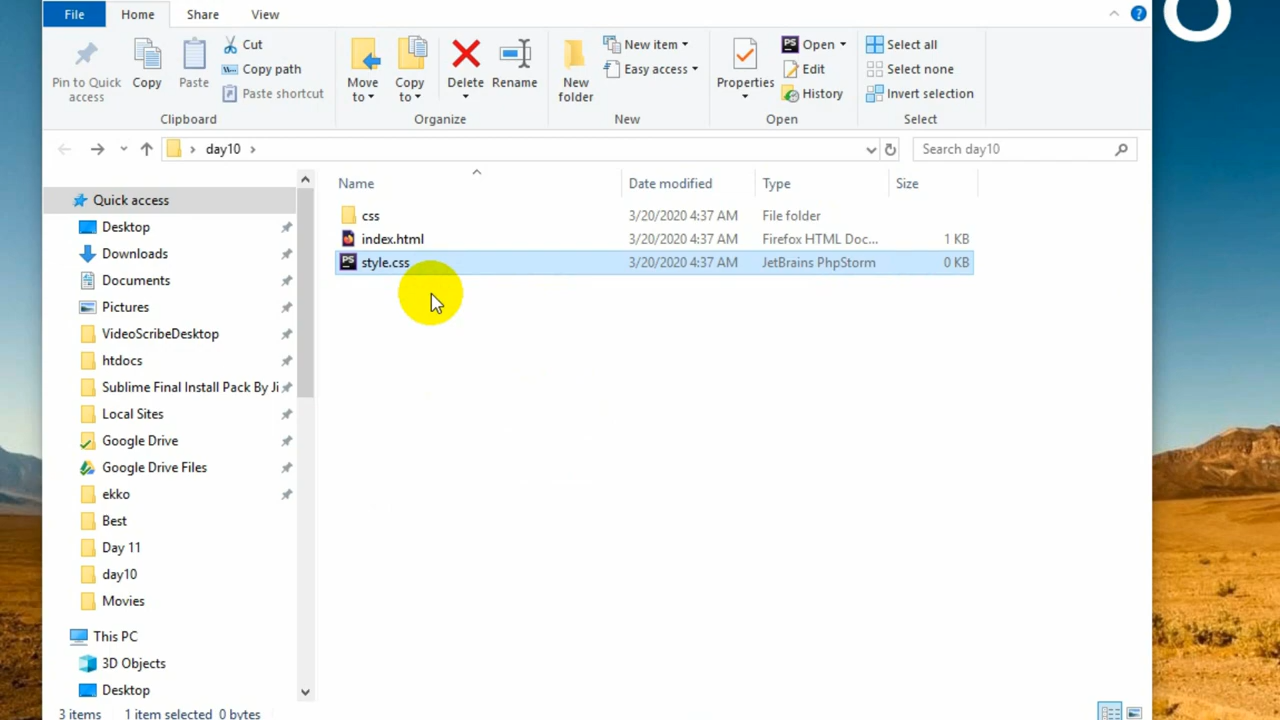 File Home Share View
Pin to Quick access
Copy
Paste
Cut
Copy path
Paste shortcut
Clipboard
Move to
Copy to
Delete
Rename
Organize
New folder
New item
Easy access
New
Properties
PS Open
Edit
History
Open
Select all
Select none
Invert selection
Select
day10
Search day10
Name Date modified Type Size
css 3/20/2020 4:37 AM File folder
index.html 3/20/2020 4:37 AM Firefox HTML Doc... 1 KB
PS style.css 3/20/2020 4:37 AM JetBrains PhpStorm 0 KB
Quick access
Desktop
Downloads
Documents
Pictures
VideoScribeDesktop
htdocs
Sublime Final Install Pack By Ji
Local Sites
Google Drive
Google Drive Files
ekko
Best
Day 11
day10
Movies
This PC
3D Objects
Desktop
3 items 1 item selected 0 bytes